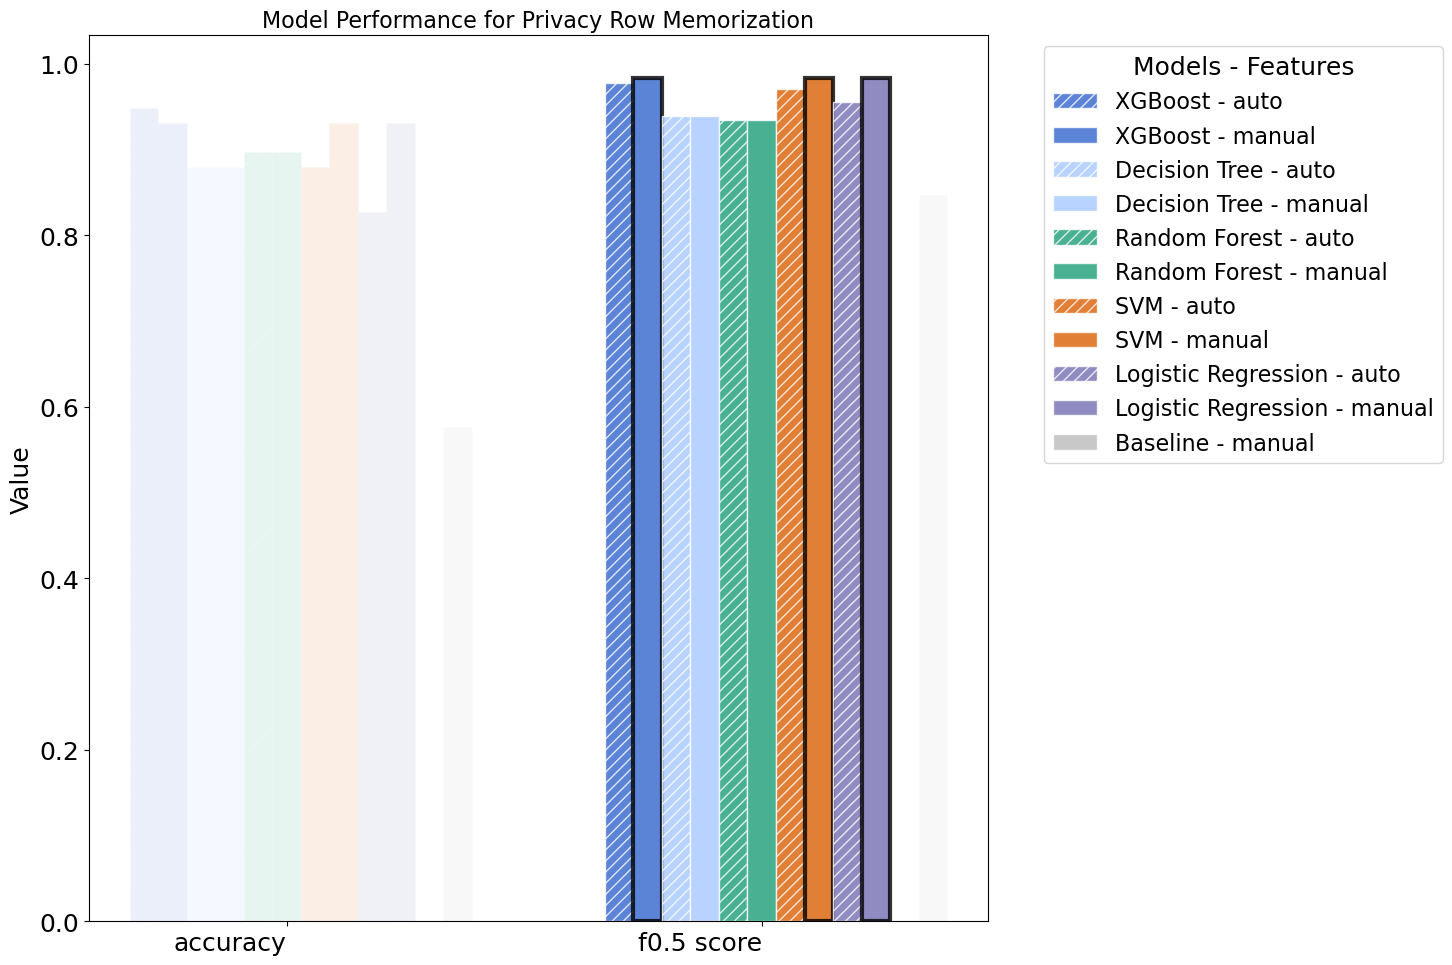 Model Performance for Privacy Row Memorization
Value
1.0
0.8
0.6
0.4
0.2
0.0
accuracy
f0.5 score
Models - Features
XGBoost - auto
XGBoost - manual
Decision Tree - auto
Decision Tree - manual
Random Forest - auto
Random Forest - manual
SVM - auto
SVM - manual
Logistic Regression - auto
Logistic Regression - manual
Baseline - manual